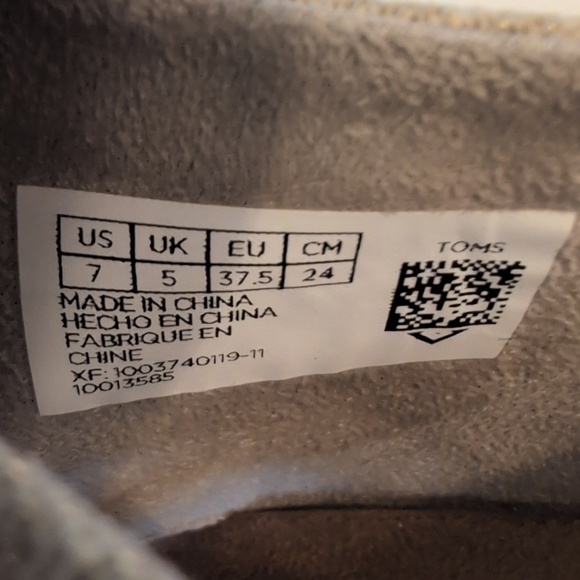 US UK EU CM
7 5 37.5 24
MADE IN CHINA
HECHO EN CHINA
FABRIQUE EN
CHINE
XF: 1003740119-11
10013585
TOMS